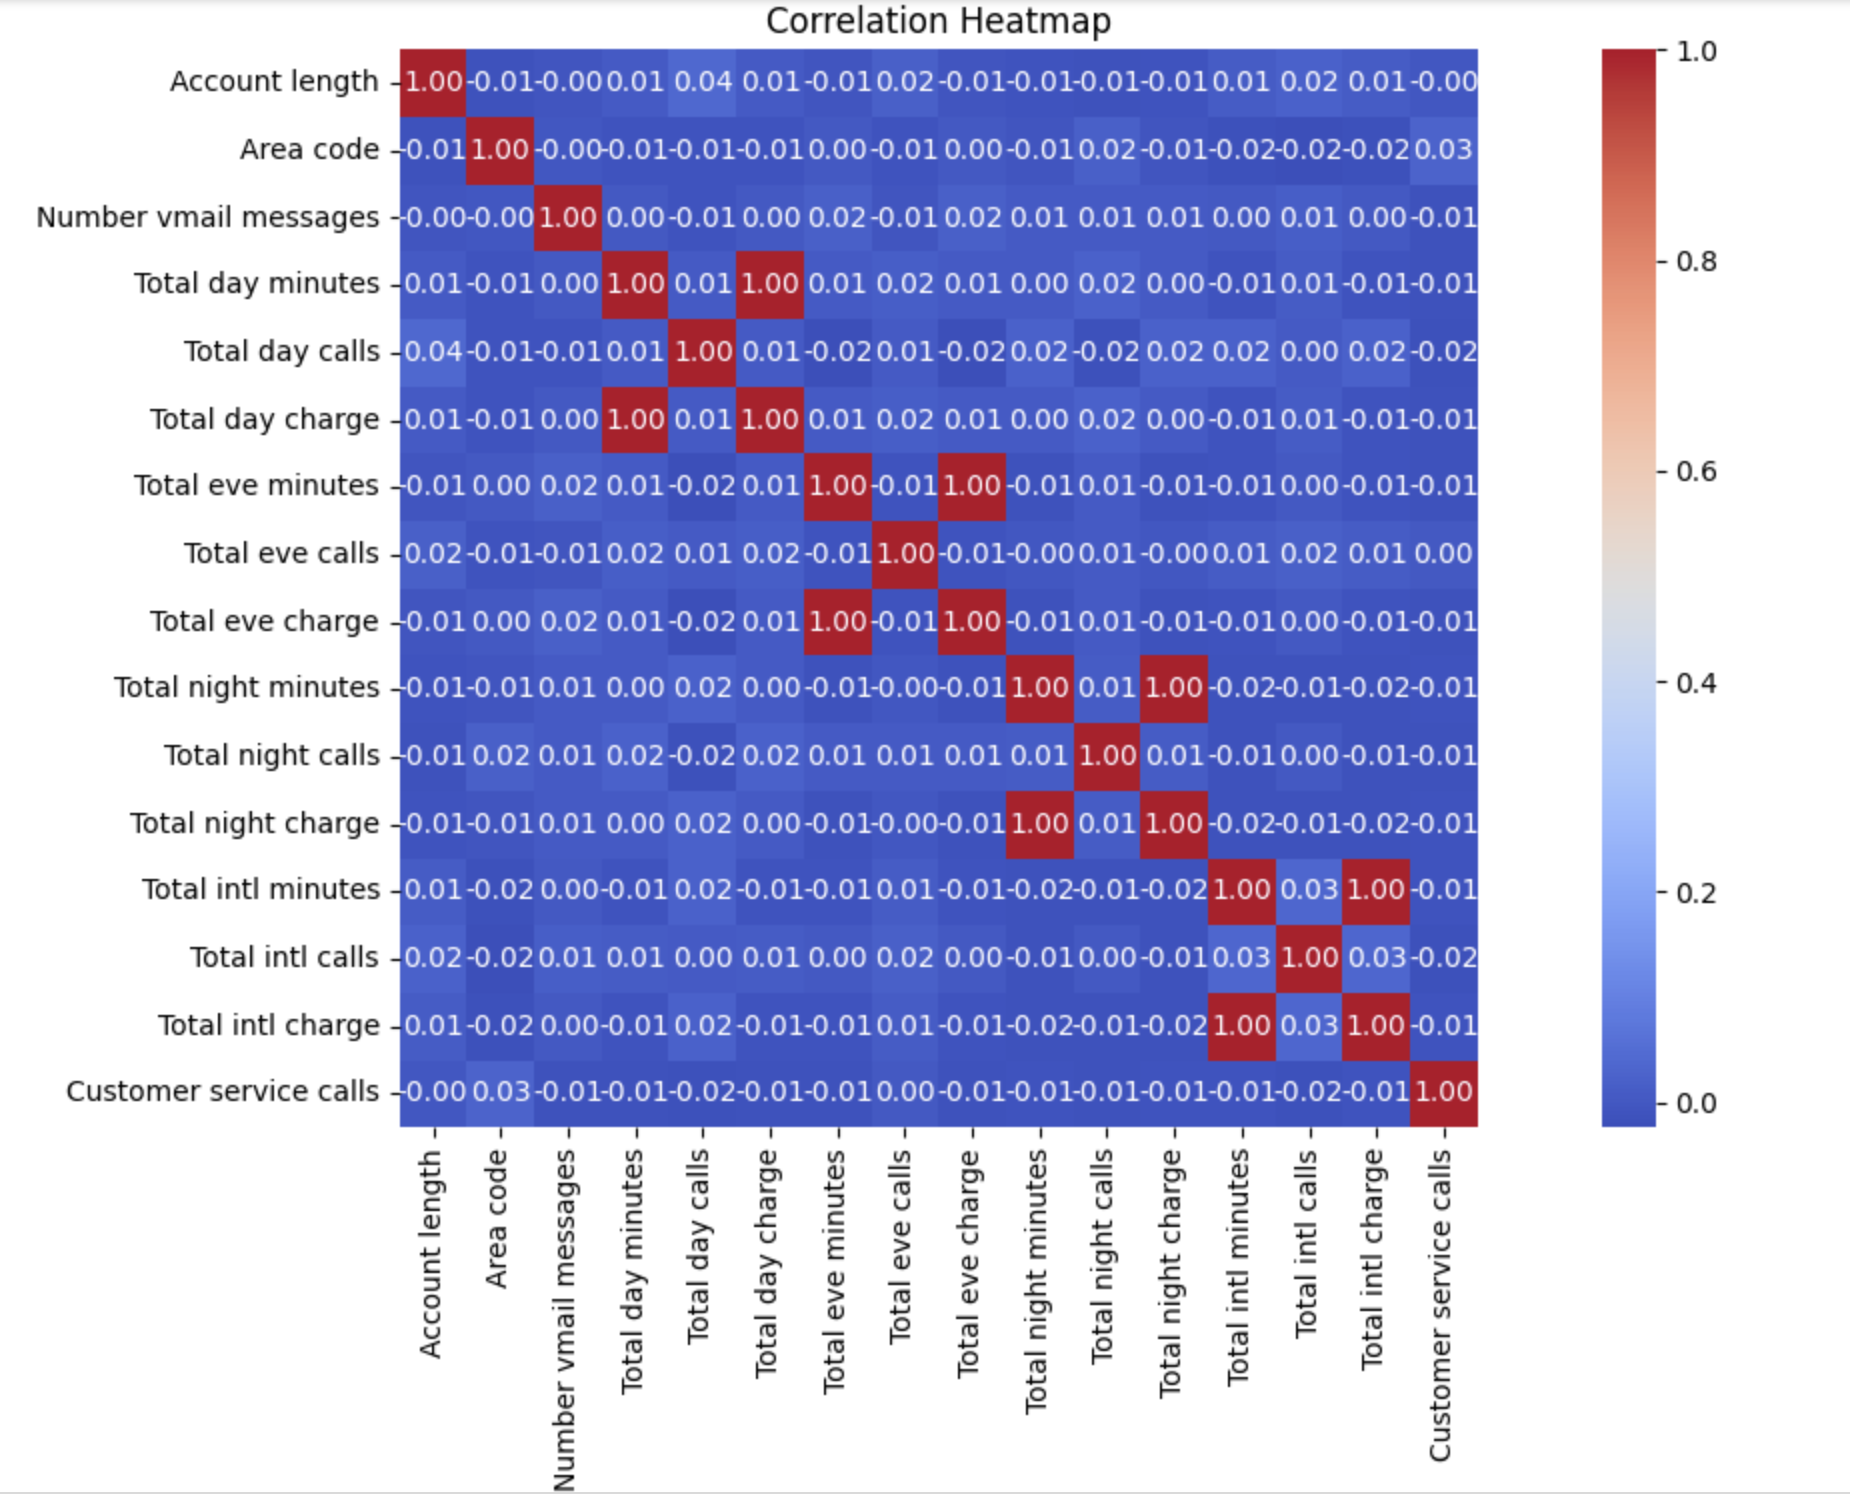 Correlation Heatmap
Account length 1.00 -0.01 -0.00 0.01 0.04 0.01 -0.01 0.02 -0.01 -0.01 -0.01 -0.01 0.01 0.02 0.01 -0.00
Area code -0.01 1.00 -0.00 -0.01 -0.01 -0.01 0.00 -0.01 0.00 -0.01 0.02 -0.01 -0.02 -0.02 -0.02 0.03
Number vmail messages -0.00 -0.00 1.00 0.00 -0.01 0.00 0.02 -0.01 0.02 0.01 0.01 0.01 0.00 0.01 0.00 -0.01
Total day minutes 0.01 -0.01 0.00 1.00 0.01 1.00 0.01 0.02 0.01 0.00 0.02 0.00 -0.01 0.01 -0.01 -0.01
Total day calls 0.04 -0.01 -0.01 0.01 1.00 0.01 -0.02 0.01 -0.02 0.02 -0.02 0.02 0.02 0.00 0.02 -0.02
Total day charge 0.01 -0.01 0.00 1.00 0.01 1.00 0.01 0.02 0.01 0.00 0.02 0.00 -0.01 0.01 -0.01 -0.01
Total eve minutes -0.01 0.00 0.02 0.01 -0.02 0.01 1.00 -0.01 1.00 -0.01 0.01 -0.01 -0.01 0.00 -0.01 -0.01
Total eve calls 0.02 -0.01 -0.01 0.02 0.01 0.02 -0.01 1.00 -0.01 -0.00 0.01 -0.00 0.01 0.02 0.01 0.00
Total eve charge -0.01 0.00 0.02 0.01 -0.02 0.01 1.00 -0.01 1.00 -0.01 0.01 -0.01 -0.01 0.00 -0.01 -0.01
Total night minutes -0.01 -0.01 0.01 0.00 0.02 0.00 -0.01 -0.00 -0.01 1.00 0.01 1.00 -0.02 -0.01 -0.02 -0.01
Total night calls -0.01 0.02 0.01 0.02 -0.02 0.02 0.01 0.01 0.01 0.01 1.00 0.01 -0.01 0.00 -0.01 -0.01
Total night charge -0.01 -0.01 0.01 0.00 0.02 0.00 -0.01 -0.00 -0.01 1.00 0.01 1.00 -0.02 -0.01 -0.02 -0.01
Total intl minutes 0.01 -0.02 0.00 -0.01 0.02 -0.01 -0.01 0.01 -0.01 -0.02 -0.01 -0.02 1.00 0.03 1.00 -0.01
Total intl calls 0.02 -0.02 0.01 0.01 0.00 0.01 0.00 0.02 0.00 -0.01 0.00 -0.01 0.03 1.00 0.03 -0.02
Total intl charge 0.01 -0.02 0.00 -0.01 0.02 -0.01 -0.01 0.01 -0.01 -0.02 -0.01 -0.02 1.00 0.03 1.00 -0.01
Customer service calls -0.00 0.03 -0.01 -0.01 -0.02 -0.01 -0.01 0.00 -0.01 -0.01 -0.01 -0.01 -0.01 -0.02 -0.01 1.00
Account length
Area code
Number vmail messages
Total day minutes
Total day calls
Total day charge
Total eve minutes
Total eve calls
Total eve charge
Total night minutes
Total night calls
Total night charge
Total intl minutes
Total intl calls
Total intl charge
Customer service calls
1.0
0.8
0.6
0.4
0.2
0.0